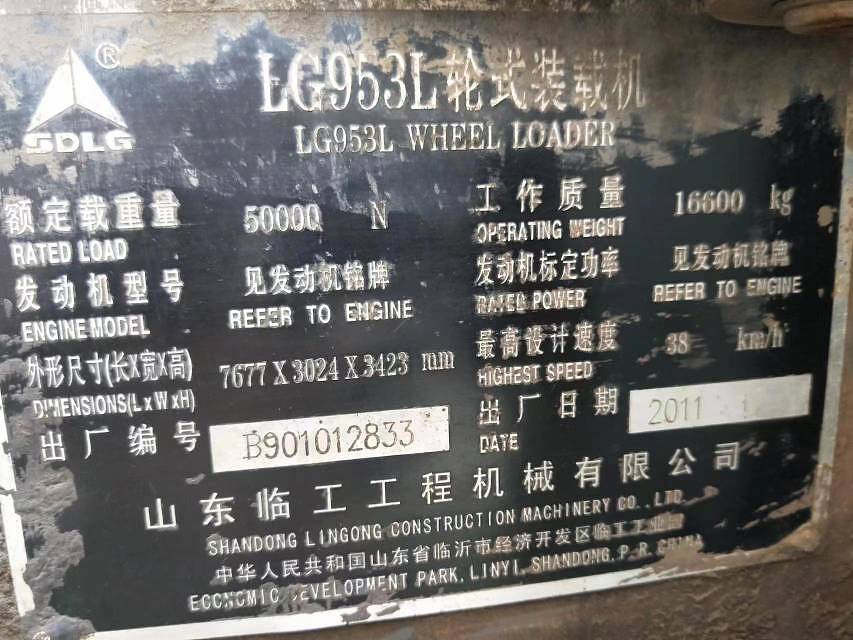 ®
SDLG
LG953L轮式装载机
LG953L WHEEL LOADER
额定载重量 50000 N
RATED LOAD
工作质量 16600 kg
OPERATING WEIGHT
发动机型号 见发动机铭牌
ENGINE MODEL REFER TO ENGINE
发动机标定功率 见发动机铭牌
RATED POWER REFER TO ENGINE
外形尺寸(长X宽X高) 7677X3024X3423 mm
DIMENSIONS(LxWxH)
最高设计速度 38 km/h
HIGHEST SPEED
出厂编号 B901012833
出厂日期 2011 1
DATE
山东临工工程机械有限公司
SHANDONG LINGONG CONSTRUCTION MACHINERY CO.,LTD
中华人民共和国山东省临沂市经济开发区临工工业园
ECONOMIC DEVELOPMENT PARK, LINYI, SHANDONG, P.R.CHINA